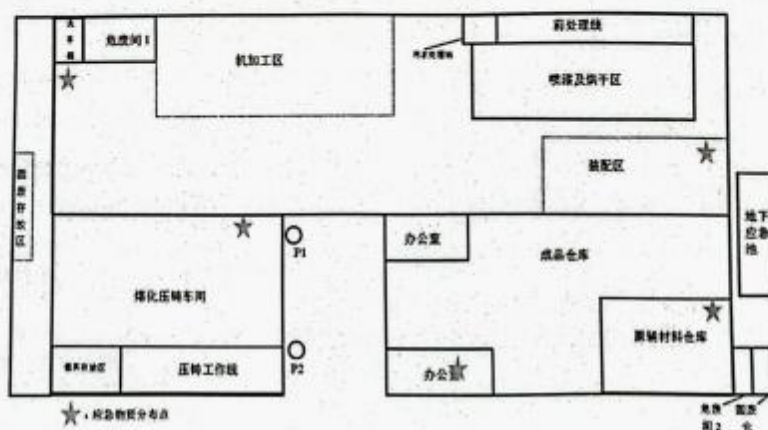 危废间1
机加工区
前处理线
喷漆及烘干区
装配区
固废存放区
熔化压铸车间
P1
办公室
成品仓库
地下
应急
池
原辅材料仓库
压铸工作线
P2
办公
危废
间2
固废
仓
：应急物资分布点